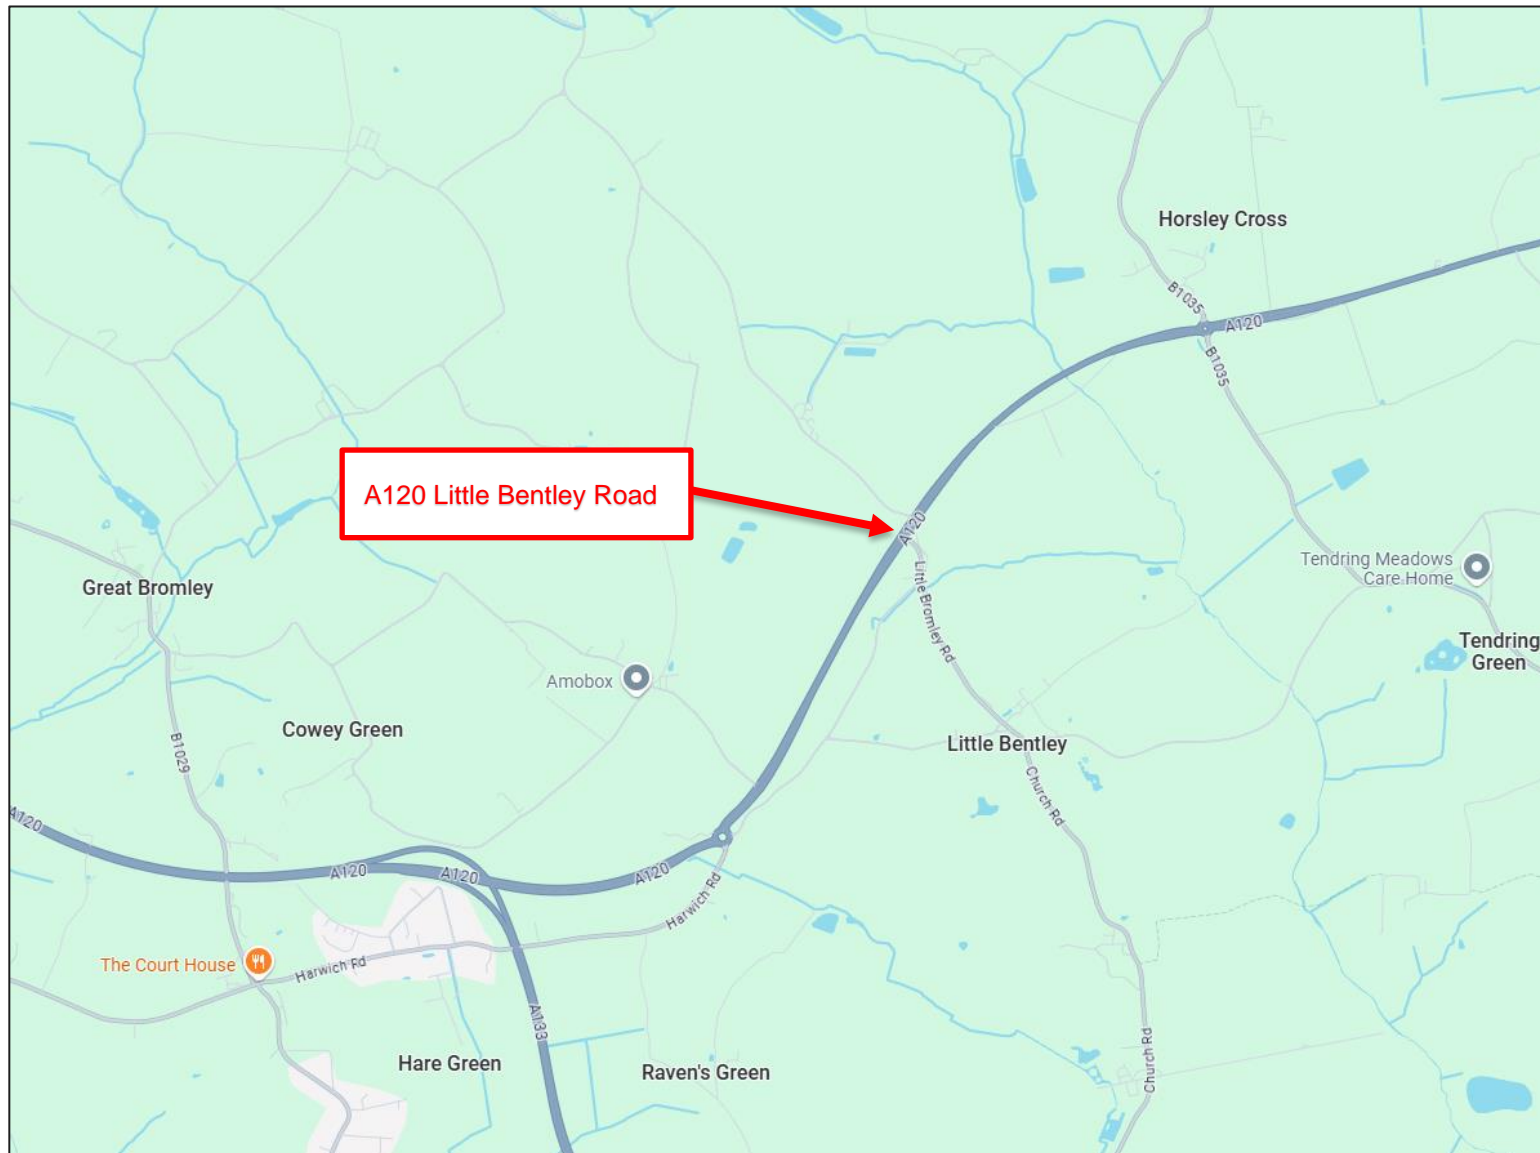 Horsley Cross
B1035
A120
B1035
A120 Little Bentley Road
A120
Tendring Meadows
Care Home
Great Bromley
Little Bromley Rd
Tendring
Green
Amobox
Cowey Green
B1029
Little Bentley
Church Rd
A120
A120
A120
A120
Harwich Rd
The Court House
Harwich Rd
A133
Hare Green
Raven's Green
Church Rd